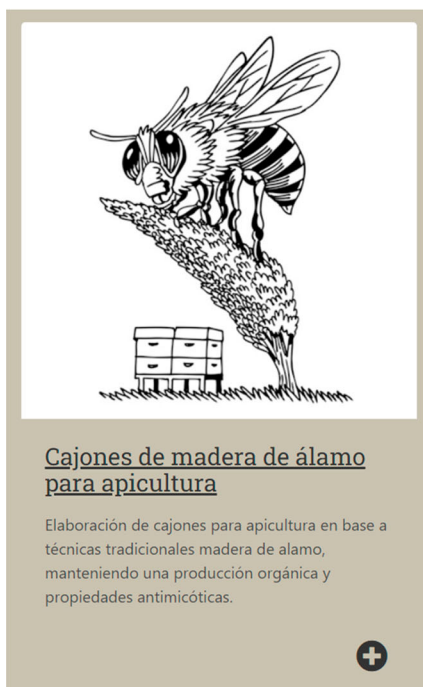 Cajones de madera de álamo
para apicultura
Elaboración de cajones para apicultura en base a
técnicas tradicionales madera de alamo,
manteniendo una producción orgánica y
propiedades antimicóticas.